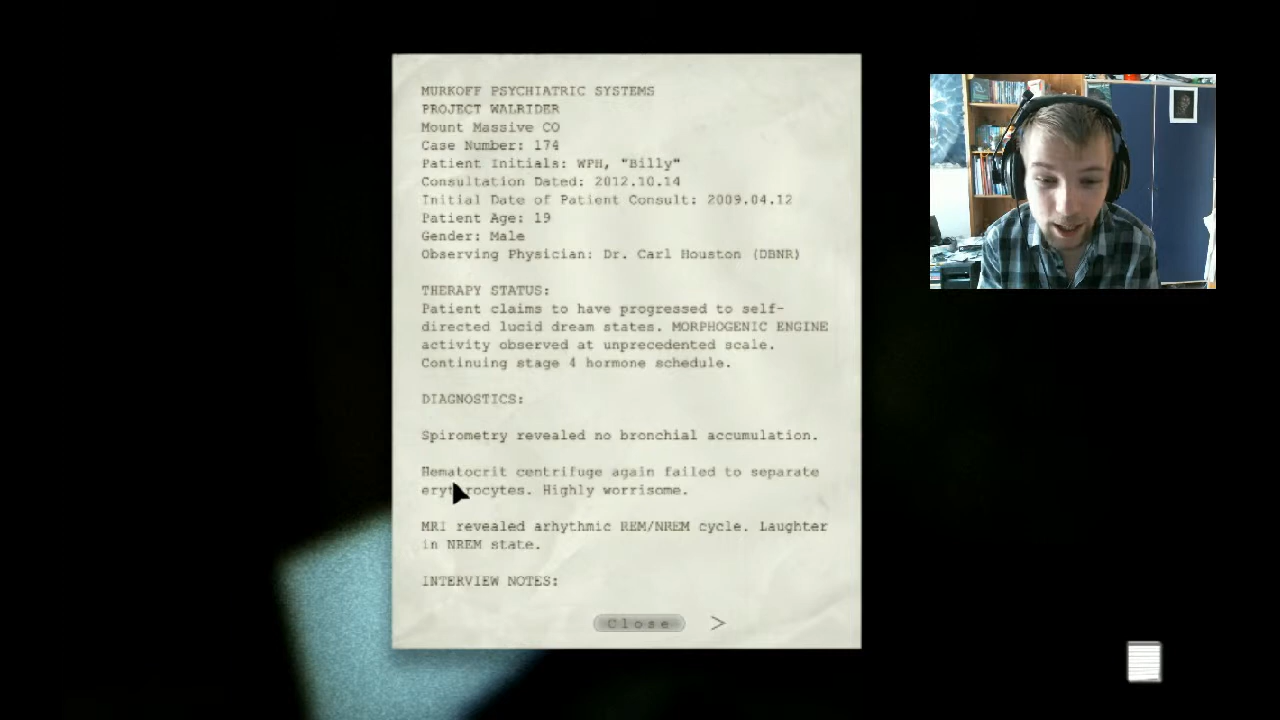 MURKOFF PSYCHIATRIC SYSTEMS
PROJECT WALRIDER
Mount Massive CO
Case Number: 174
Patient Initials: WPH, "Billy"
Consultation Dated: 2012.10.14
Initial Date of Patient Consult: 2009.04.12
Patient Age: 19
Gender: Male
Observing Physician: Dr. Carl Houston (DBNR)
THERAPY STATUS:
Patient claims to have progressed to self-
directed lucid dream states. MORPHOGENIC ENGINE
activity observed at unprecedented scale.
Continuing stage 4 hormone schedule.
DIAGNOSTICS:
Spirometry revealed no bronchial accumulation.
Hematocrit centrifuge again failed to separate
erythrocytes. Highly worrisome.
MRI revealed arhythmic REM/NREM cycle. Laughter
in NREM state.
INTERVIEW NOTES:
Close >